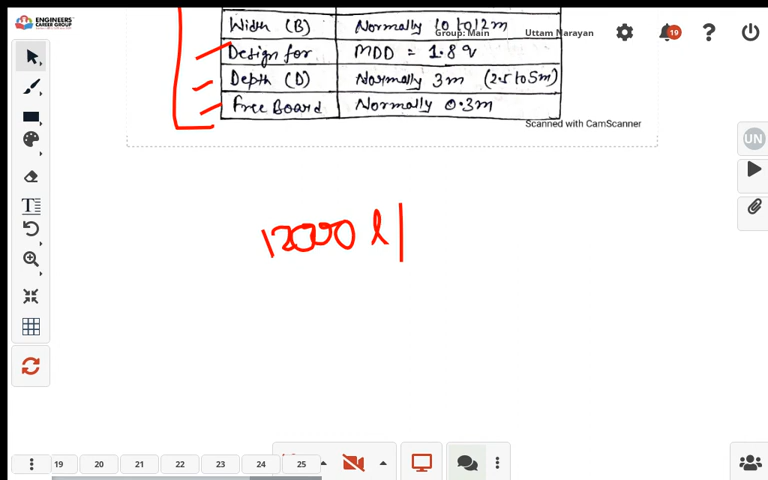 ENGINEERS
CAREER GROUP
Width (B) Normally 10 to 12m
Group: Main Uttam Narayan 19
Design for MDD = 1.8 q
Depth (D) Normally 3m (2.5 to 5m)
Free Board Normally 0.3m
Scanned with CamScanner
UN
12000 l|
19 20 21 22 23 24 25